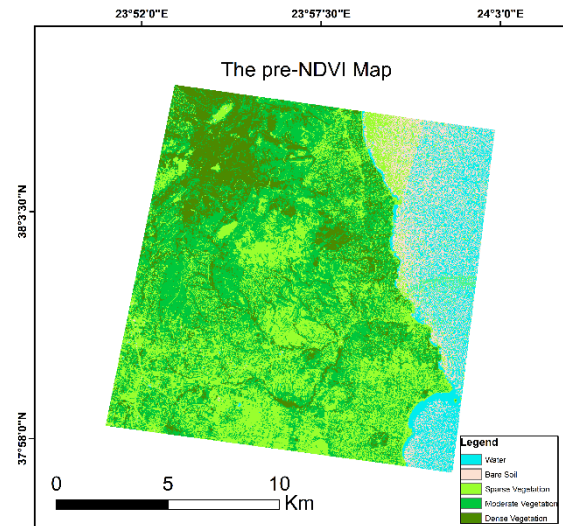 23°52'0"E 23°57'30"E 24°3'0"E
The pre-NDVI Map
38°3'30"N
37°58'0"N
Legend
Water
Bare Soil
Sparse Vegetation
Moderate Vegetation
Dense Vegetation
0 5 10
Km